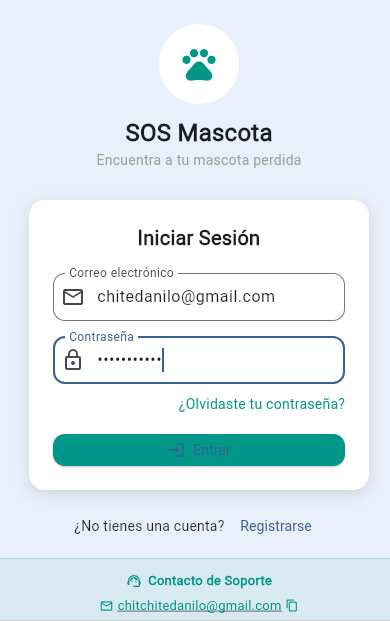 SOS Mascota
Encuentra a tu mascota perdida
Iniciar Sesión
Correo electrónico
chitedanilo@gmail.com
Contraseña
•••••••••••
¿Olvidaste tu contraseña?
Entrar
¿No tienes una cuenta? Registrarse
Contacto de Soporte
chitchitedanilo@gmail.com